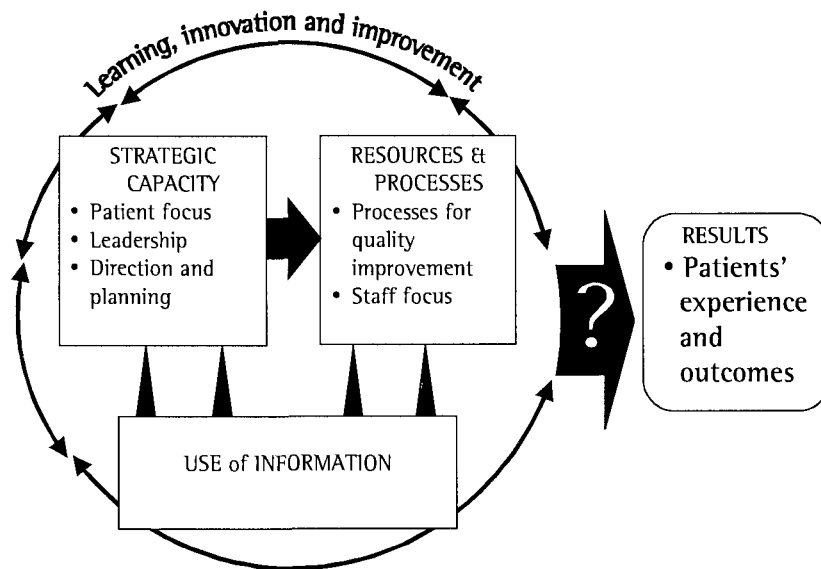 Learning, innovation and improvement
STRATEGIC
CAPACITY
• Patient focus
• Leadership
• Direction and
planning
RESOURCES &
PROCESSES
• Processes for
quality
improvement
• Staff focus
?
RESULTS
• Patients'
experience
and
outcomes
USE of INFORMATION